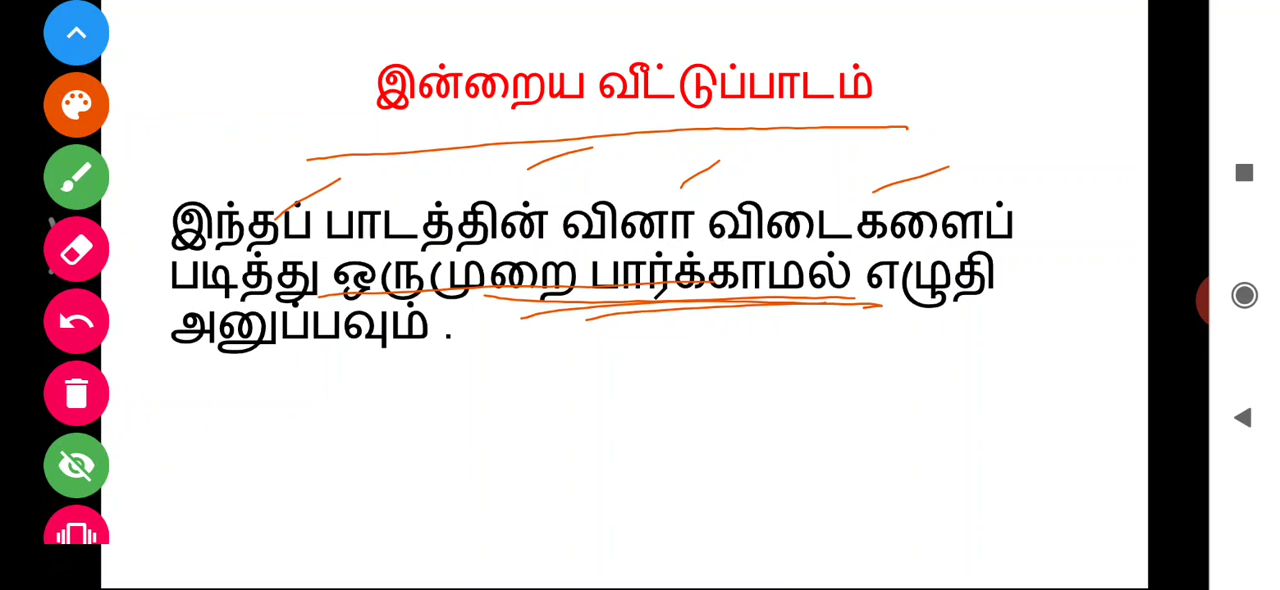 இன்றைய வீட்டுப்பாடம்
இந்தப் பாடத்தின் வினா விடைகளைப்
படித்து ஒருமுறை பார்க்காமல் எழுதி
அனுப்பவும் .